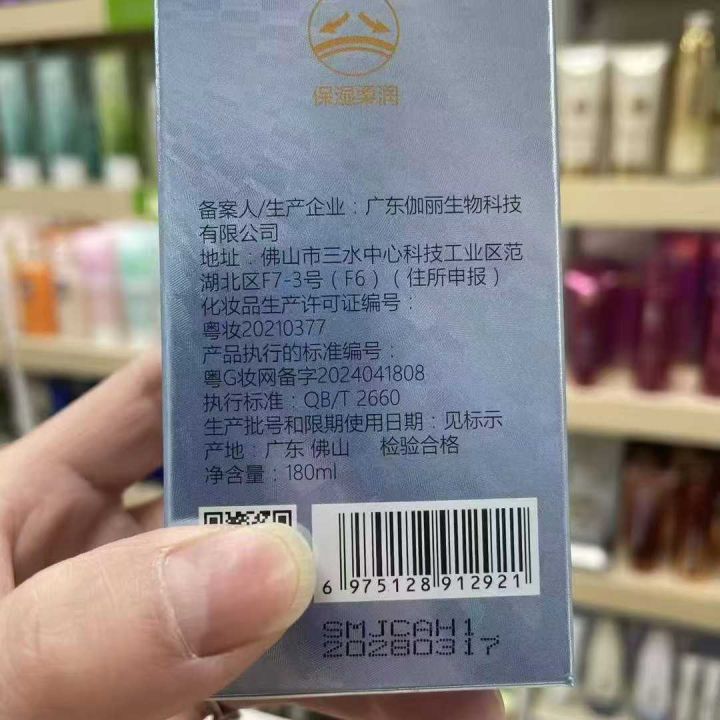 保湿柔润
备案人/生产企业：广东伽丽生物科技
有限公司
地址：佛山市三水中心科技工业区范
湖北区F7-3号（F6）（住所申报）
化妆品生产许可证编号：
粤妆20210377
产品执行的标准编号：
粤G妆网备字2024041808
执行标准：QB/T 2660
生产批号和限期使用日期：见标示
产地：广东 佛山 检验合格
净含量：180ml
6 975128 912921
SMJCAH1
20280317